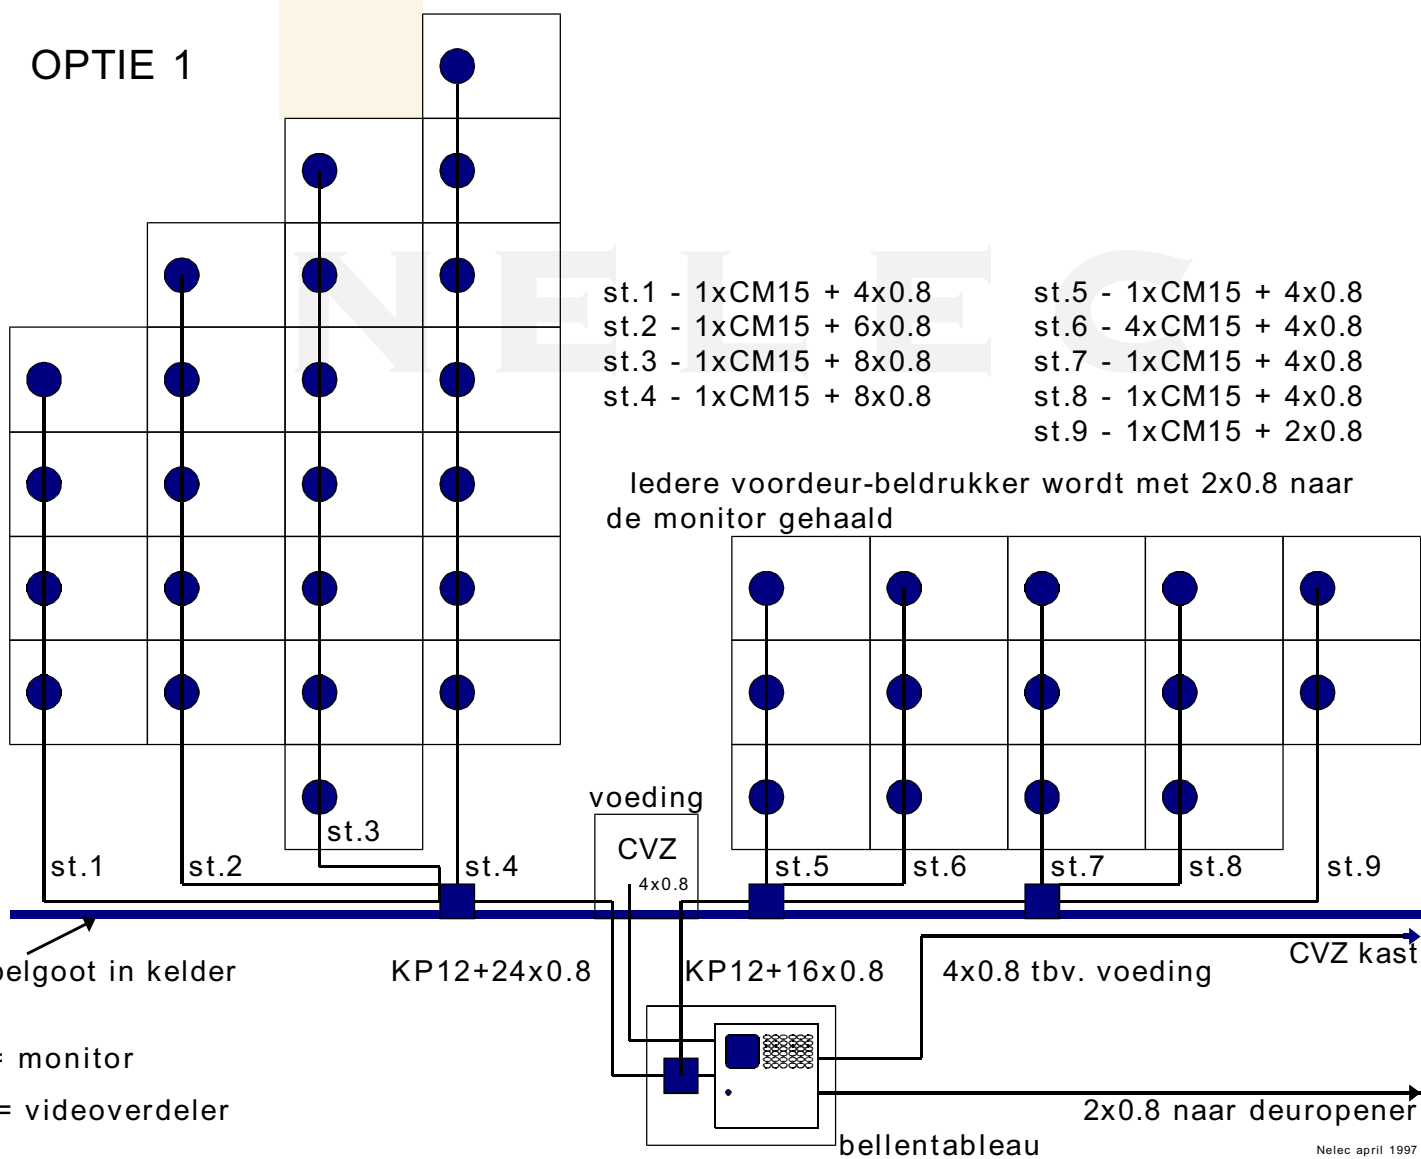 OPTIE 1
NELEC
st.1 - 1xCM15 + 4x0.8
st.2 - 1xCM15 + 6x0.8
st.3 - 1xCM15 + 8x0.8
st.4 - 1xCM15 + 8x0.8
st.5 - 1xCM15 + 4x0.8
st.6 - 4xCM15 + 4x0.8
st.7 - 1xCM15 + 4x0.8
st.8 - 1xCM15 + 4x0.8
st.9 - 1xCM15 + 2x0.8
Iedere voordeur-beldrukker wordt met 2x0.8 naar
de monitor gehaald
voeding
CVZ
4x0.8
st.1
st.2
st.3
st.4
st.5
st.6
st.7
st.8
st.9
belgoot in kelder
KP12+24x0.8
KP12+16x0.8
4x0.8 tbv. voeding
CVZ kast
= monitor
= videoverdeler
2x0.8 naar deuropener
bellentableau
Nelec april 1997